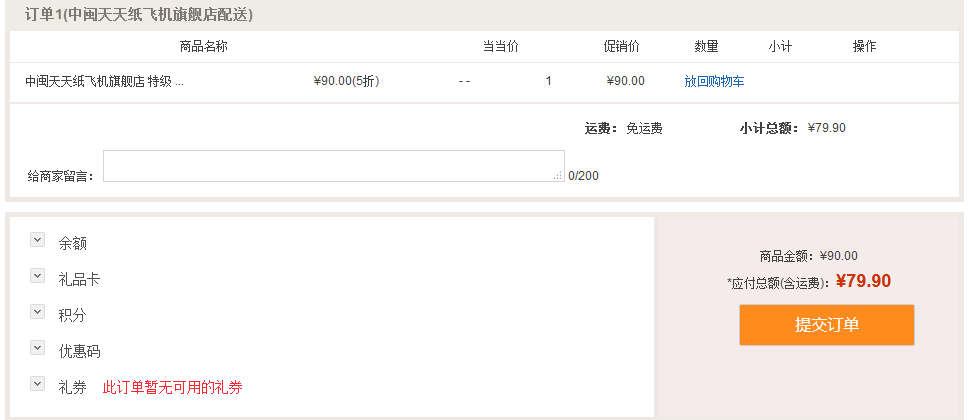 订单1(中闽天天纸飞机旗舰店配送)
商品名称 当当价 促销价 数量 小计 操作
中闽天天纸飞机旗舰店 特级 ... ¥90.00(5折) - - 1 ¥90.00 放回购物车
运费： 免运费 小计总额： ¥79.90
给商家留言： 0/200
余额
礼品卡
积分
优惠码
礼券 此订单暂无可用的礼券
商品金额：¥90.00
*应付总额(含运费)：¥79.90
提交订单